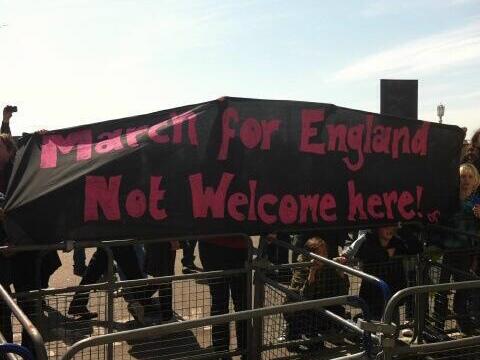 March for England
Not Welcome here!